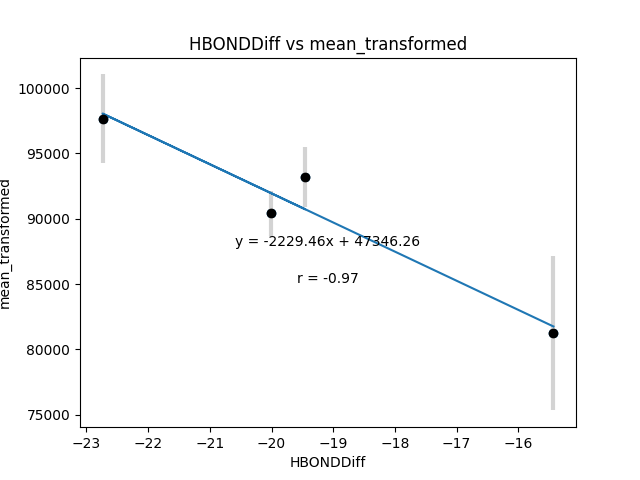 HBONDDiff vs mean_transformed
100000
95000
90000
85000
80000
75000
mean_transformed
y = -2229.46x + 47346.26
r = -0.97
−23
−22
−21
−20
−19
−18
−17
−16
HBONDDiff